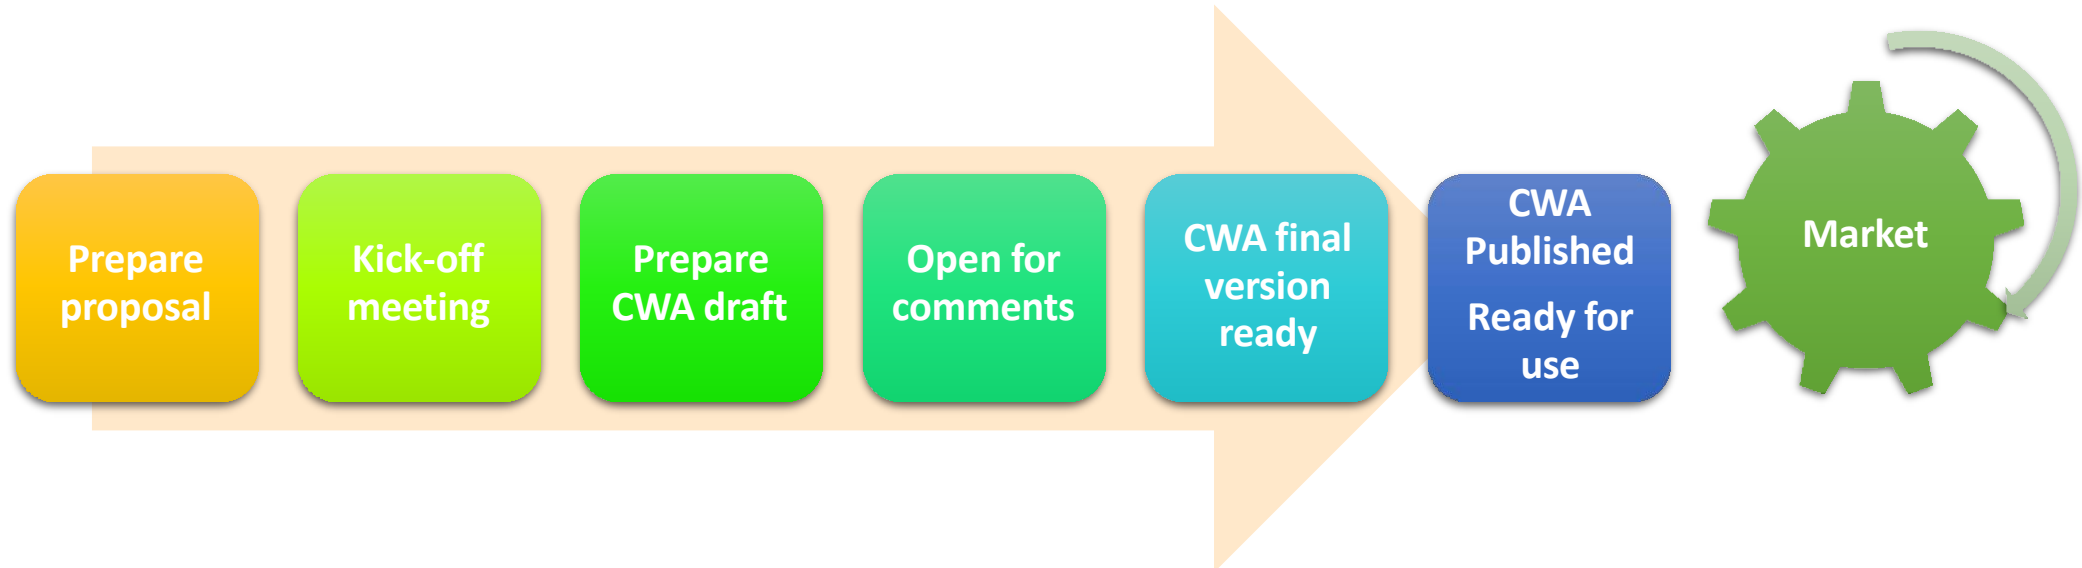 Prepare
proposal
Kick-off
meeting
Prepare
CWA draft
Open for
comments
CWA final
version
ready
CWA
Published
Ready for
use
Market